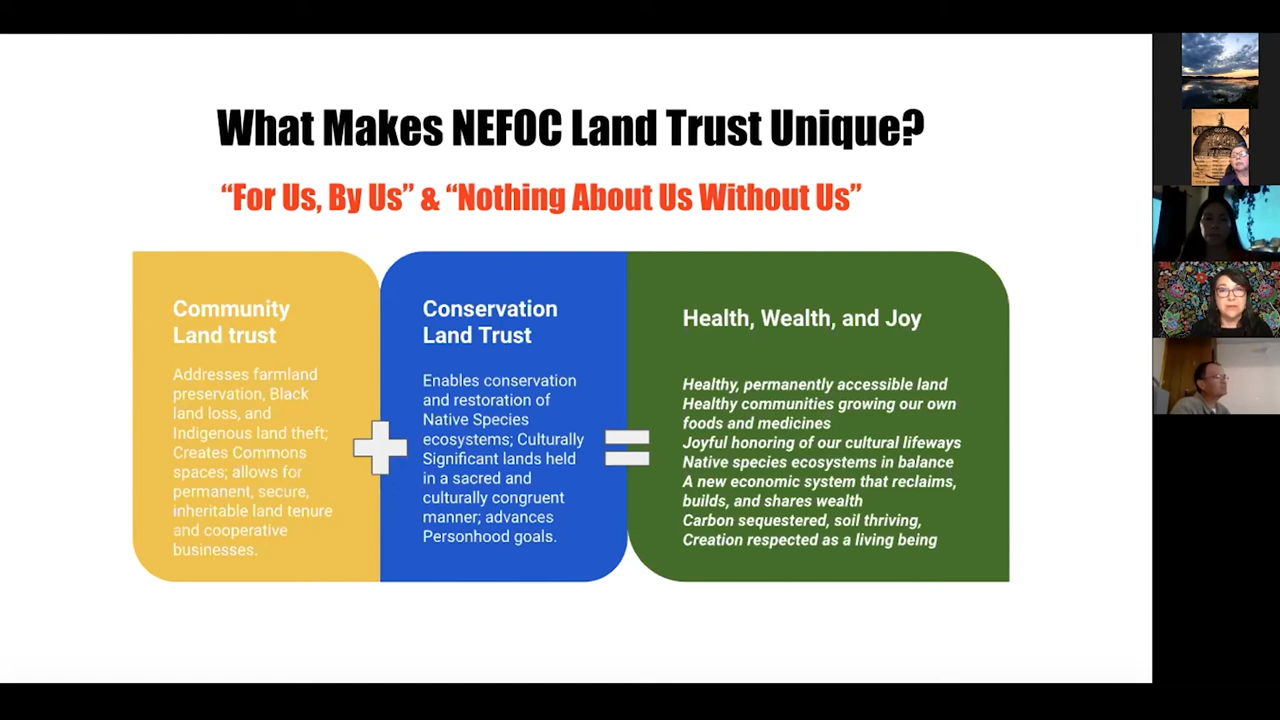 What Makes NEFOC Land Trust Unique?
“For Us, By Us” & “Nothing About Us Without Us”
Community
Land trust
Addresses farmland
preservation, Black
land loss, and
Indigenous land theft;
Creates Commons
spaces; allows for
permanent, secure,
inheritable land tenure
and cooperative
businesses.
+
Conservation
Land Trust
Enables conservation
and restoration of
Native Species
ecosystems; Culturally
Significant lands held
in a sacred and
culturally congruent
manner; advances
Personhood goals.
=
Health, Wealth, and Joy
Healthy, permanently accessible land
Healthy communities growing our own
foods and medicines
Joyful honoring of our cultural lifeways
Native species ecosystems in balance
A new economic system that reclaims,
builds, and shares wealth
Carbon sequestered, soil thriving,
Creation respected as a living being